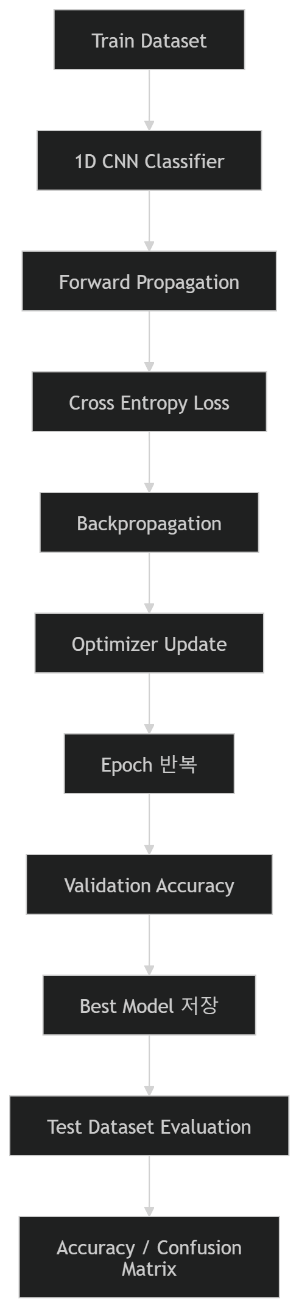 Train Dataset
1D CNN Classifier
Forward Propagation
Cross Entropy Loss
Backpropagation
Optimizer Update
Epoch 반복
Validation Accuracy
Best Model 저장
Test Dataset Evaluation
Accuracy / Confusion
Matrix